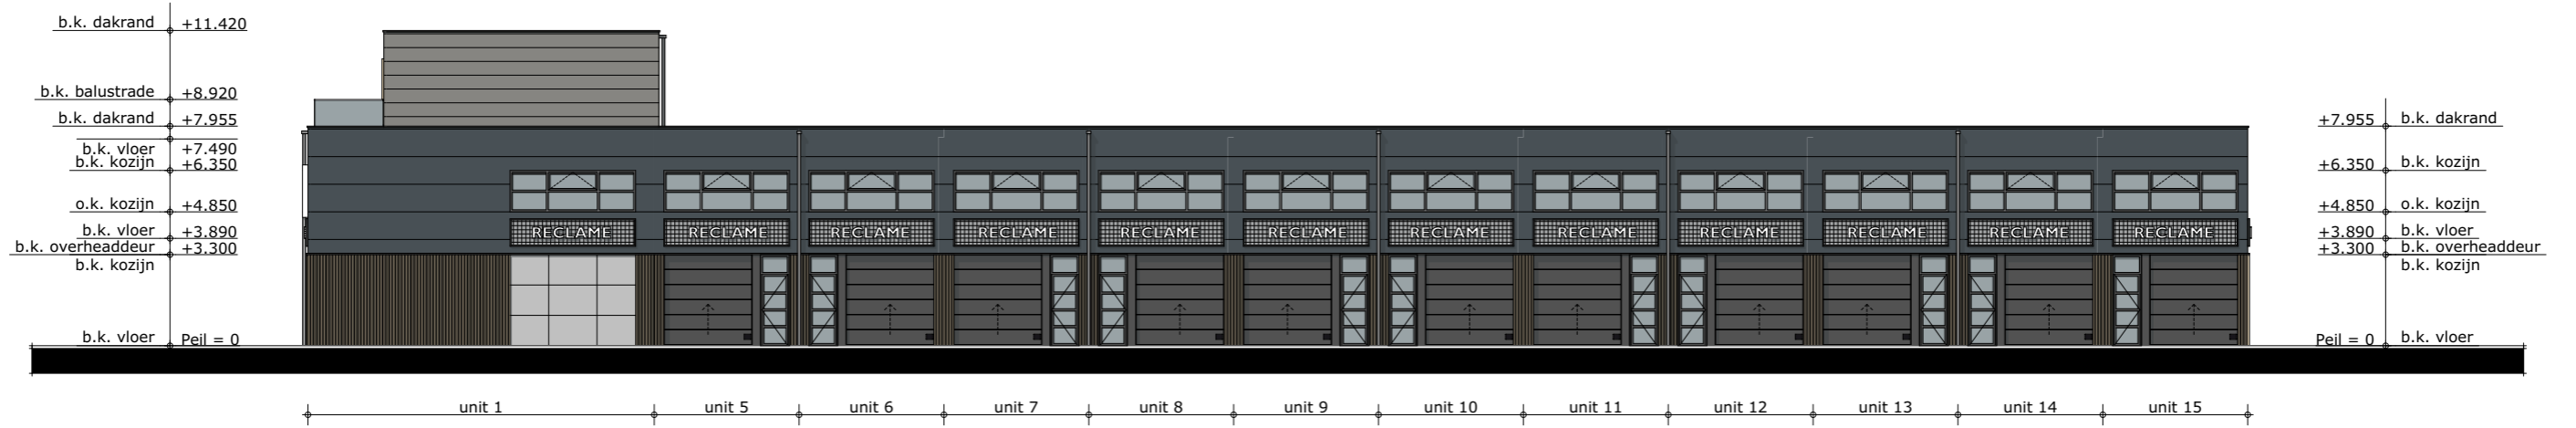 b.k. dakrand +11.420
b.k. balustrade +8.920
b.k. dakrand +7.955
b.k. vloer +7.490
b.k. kozijn +6.350
o.k. kozijn +4.850
b.k. vloer +3.890
b.k. overheaddeur +3.300
b.k. kozijn
b.k. vloer Peil = 0
RECLAME RECLAME RECLAME RECLAME RECLAME RECLAME RECLAME RECLAME RECLAME RECLAME RECLAME RECLAME
+7.955 b.k. dakrand
+6.350 b.k. kozijn
+4.850 o.k. kozijn
+3.890 b.k. vloer
+3.300 b.k. overheaddeur
b.k. kozijn
Peil = 0 b.k. vloer
unit 1 unit 5 unit 6 unit 7 unit 8 unit 9 unit 10 unit 11 unit 12 unit 13 unit 14 unit 15